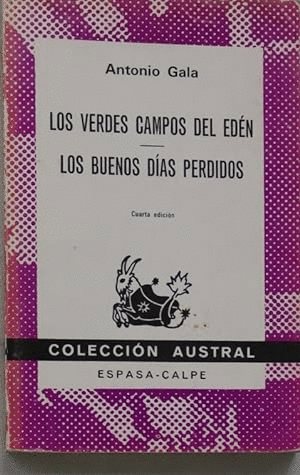 Antonio Gala
LOS VERDES CAMPOS DEL EDÉN
LOS BUENOS DÍAS PERDIDOS
Cuarta edición
COLECCIÓN AUSTRAL
ESPASA-CALPE